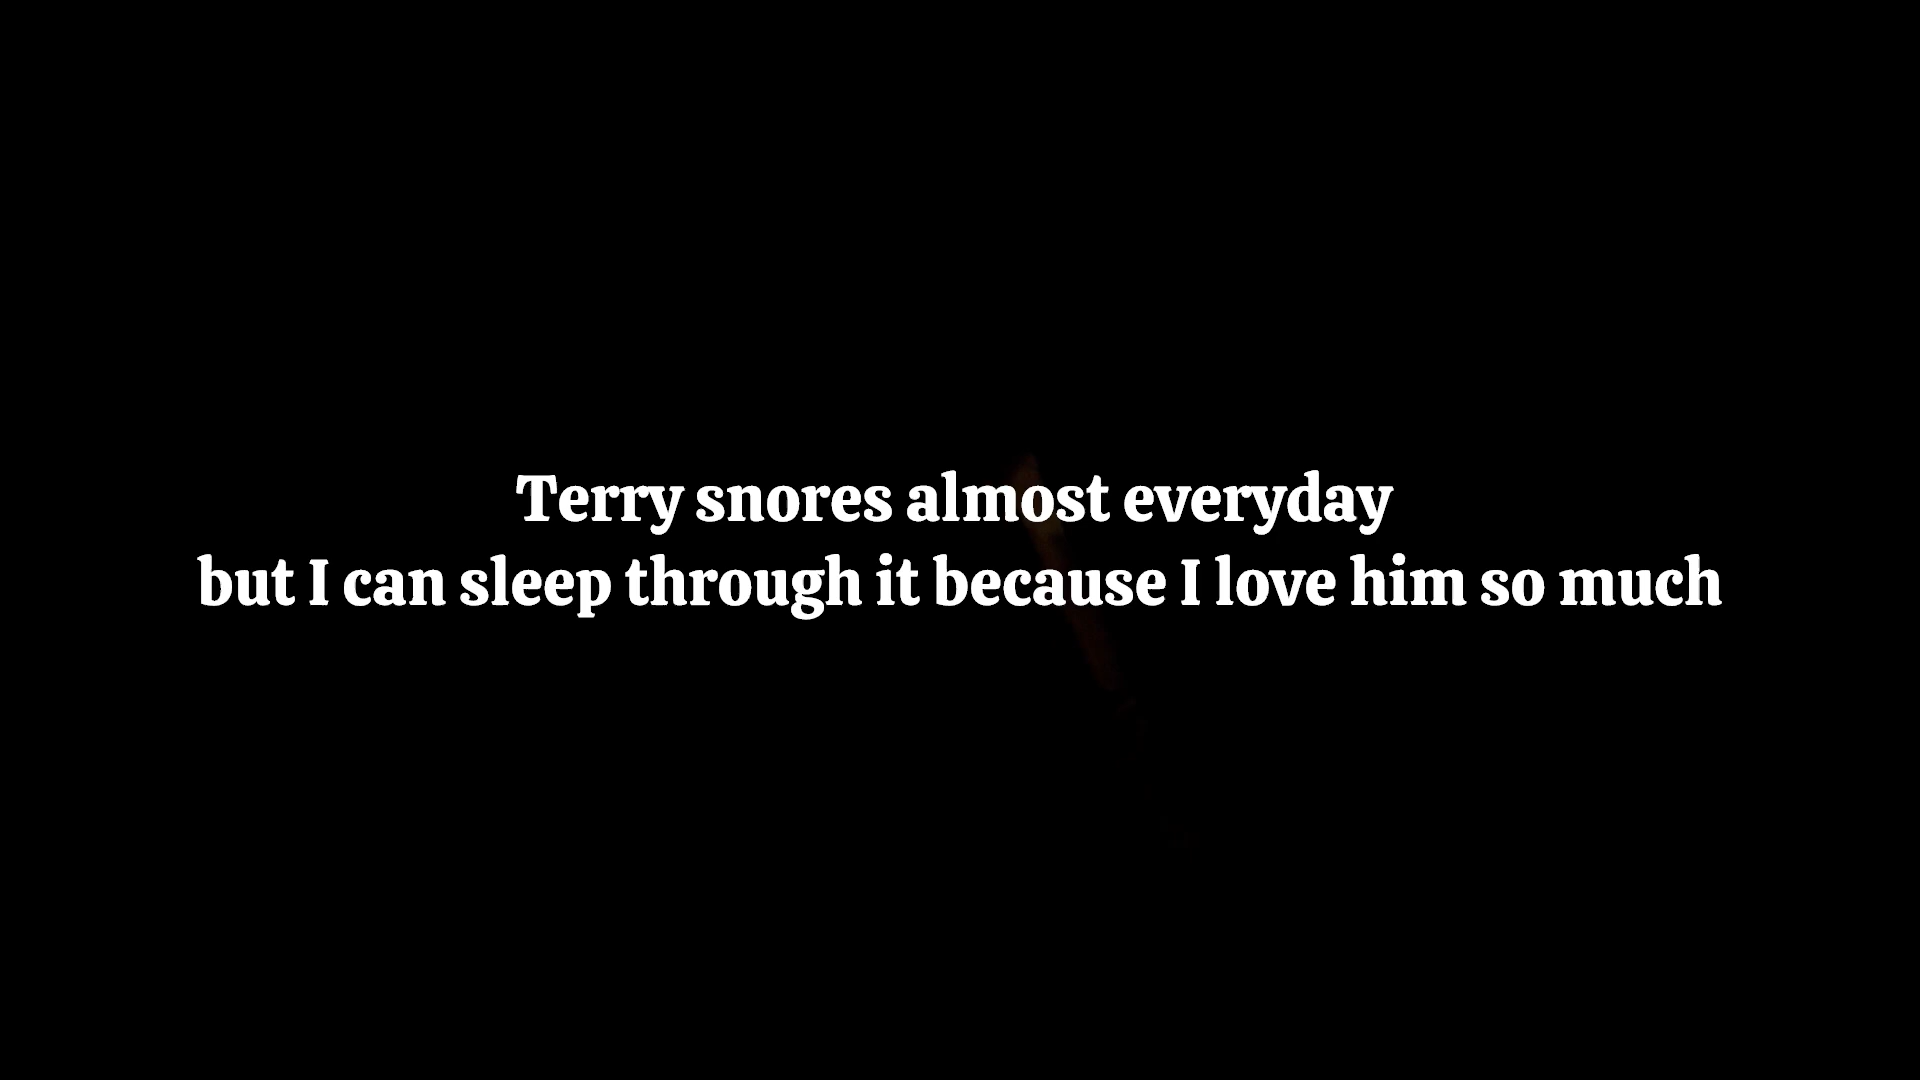 Terry snores almost everyday
but I can sleep through it because I love him so much